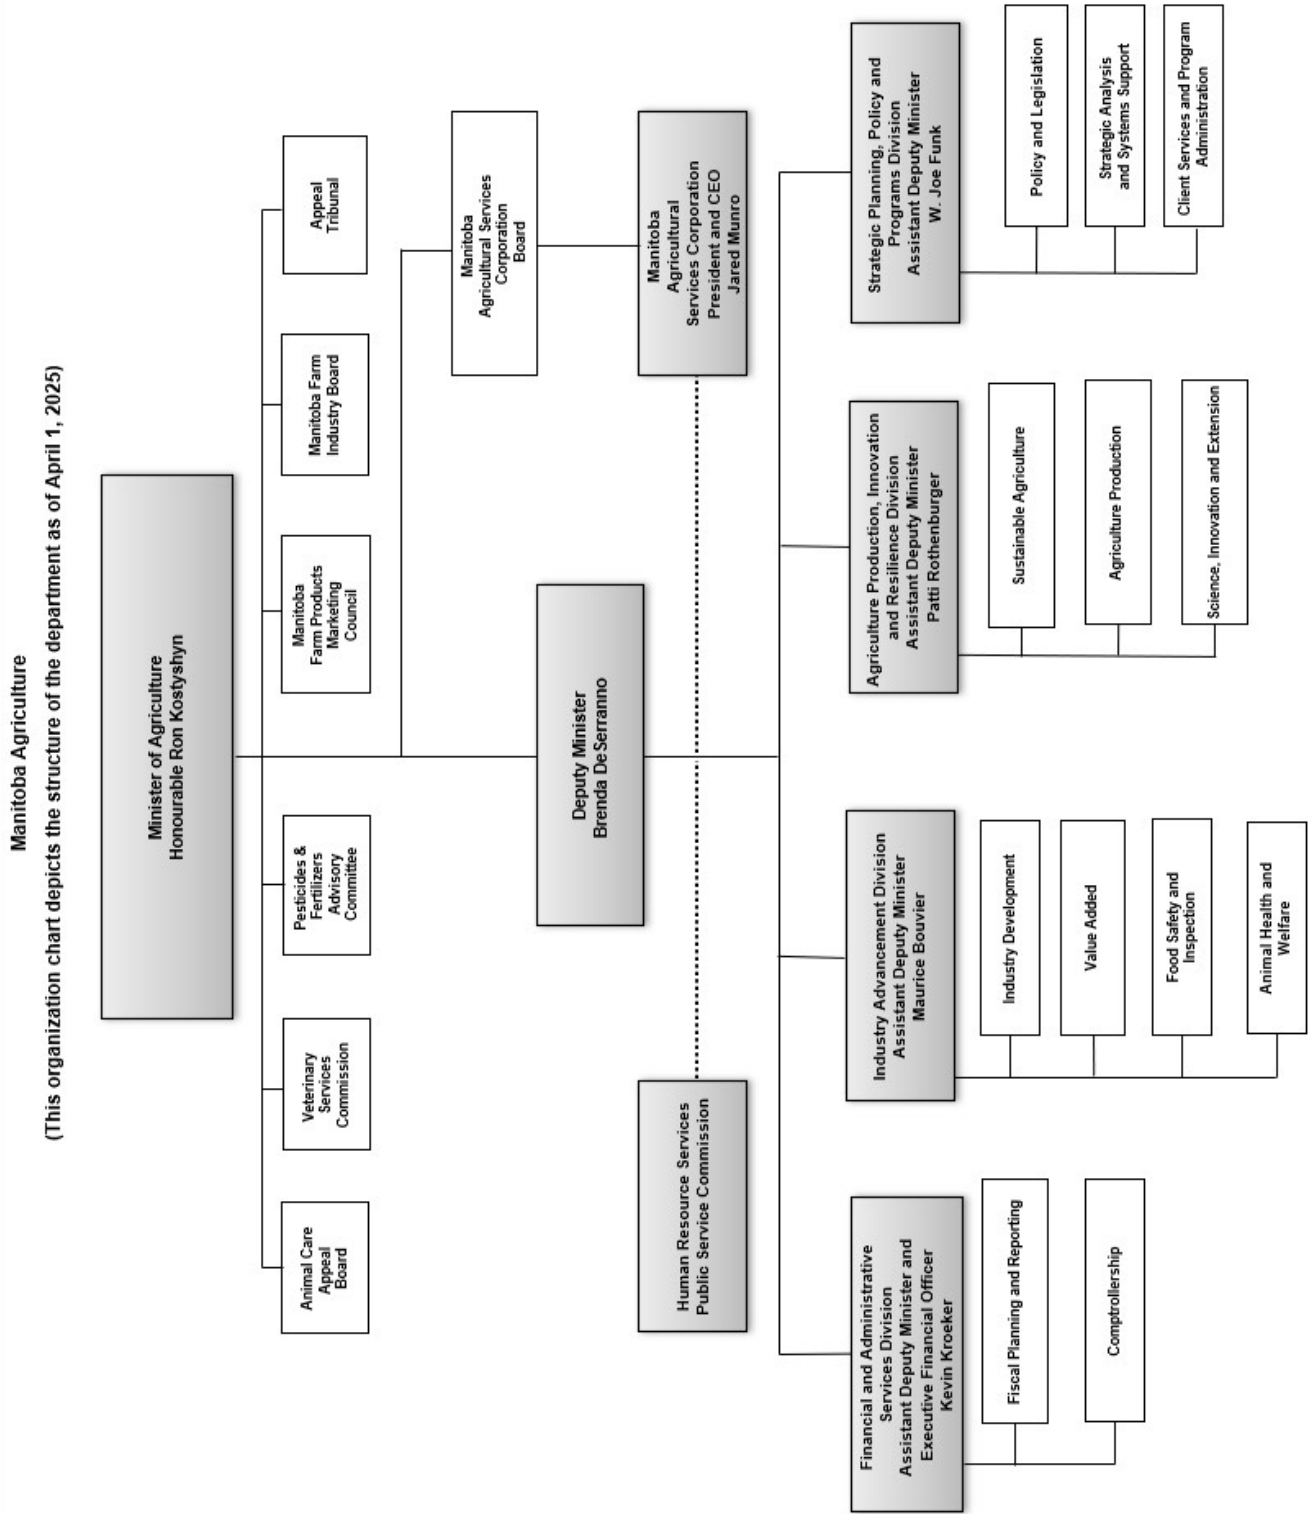 Manitoba Agriculture
(This organization chart depicts the structure of the department as of April 1, 2025)
Minister of Agriculture
Honourable Ron Kostyshyn
Animal Care
Appeal
Board
Veterinary
Services
Commission
Pesticides &
Fertilizers
Advisory
Committee
Manitoba
Farm Products
Marketing
Council
Manitoba Farm
Industry Board
Appeal
Tribunal
Manitoba
Agricultural Services
Corporation
Board
Deputy Minister
Brenda DeSerranno
Human Resource Services
Public Service Commission
Manitoba
Agricultural
Services Corporation
President and CEO
Jared Munro
Financial and Administrative
Services Division
Assistant Deputy Minister and
Executive Financial Officer
Kevin Kroeker
Fiscal Planning and Reporting
Comptrollership
Industry Advancement Division
Assistant Deputy Minister
Maurice Bouvier
Industry Development
Value Added
Food Safety and
Inspection
Animal Health and
Welfare
Agriculture Production, Innovation
and Resilience Division
Assistant Deputy Minister
Patti Rothenburger
Sustainable Agriculture
Agriculture Production
Science, Innovation and Extension
Strategic Planning, Policy and
Programs Division
Assistant Deputy Minister
W. Joe Funk
Policy and Legislation
Strategic Analysis
and Systems Support
Client Services and Program
Administration